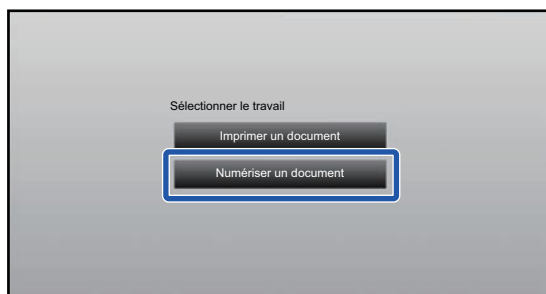 Sélectionner le travail
Imprimer un document
Numériser un document